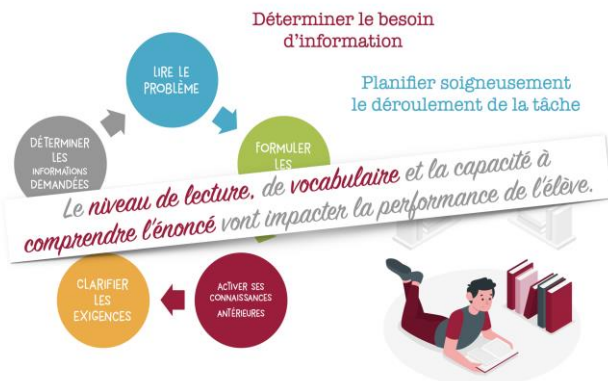 Déterminer le besoin
d'information
LIRE LE
PROBLÈME
Planifier soigneusement
le déroulement de la tâche
DÉTERMINER
LES
INFORMATIONS
DEMANDÉES
FORMULER
LES
Le niveau de lecture, de vocabulaire et la capacité à
comprendre l'énoncé vont impacter la performance de l'élève.
CLARIFIER
LES
EXIGENCES
ACTIVER SES
CONNAISSANCES
ANTÉRIEURES